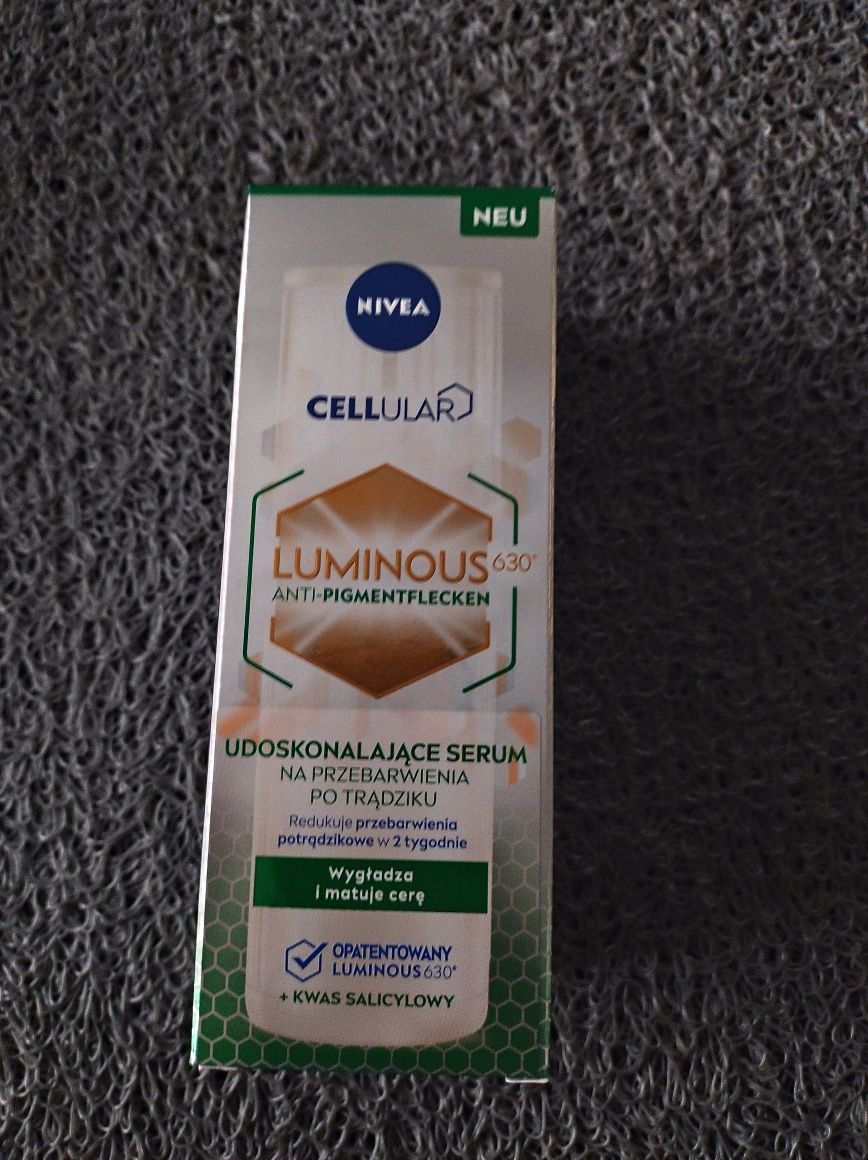 NEU
NIVEA
CELLULAR
LUMINOUS 630®
ANTI-PIGMENTFLECKEN
UDOSKONALAJĄCE SERUM
NA PRZEBARWIENIA
PO TRĄDZIKU
Redukuje przebarwienia
potrądzikowe w 2 tygodnie
Wygładza
i matuje cerę
OPATENTOWANY
LUMINOUS 630®
+ KWAS SALICYLOWY